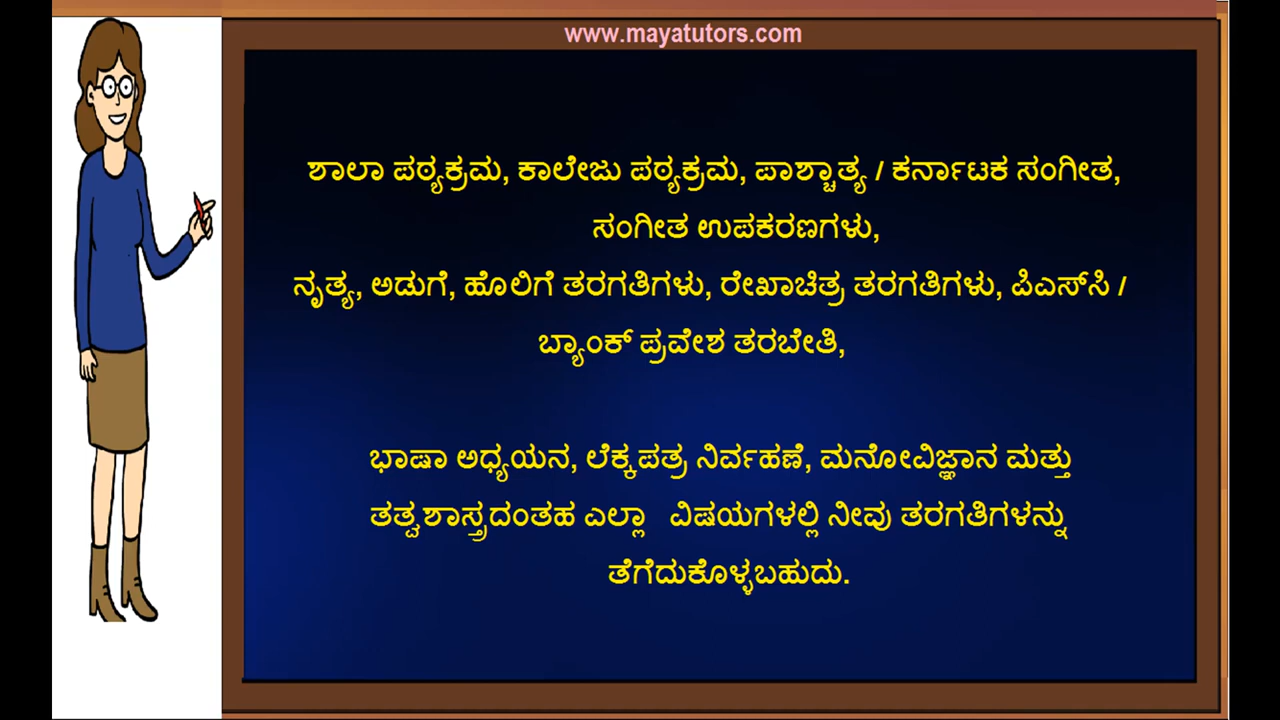 www.mayatutors.com
ಶಾಲಾ ಪಠ್ಯಕ್ರಮ, ಕಾಲೇಜು ಪಠ್ಯಕ್ರಮ, ಪಾಶ್ಚಾತ್ಯ / ಕರ್ನಾಟಕ ಸಂಗೀತ,
ಸಂಗೀತ ಉಪಕರಣಗಳು,
ನೃತ್ಯ, ಅಡುಗೆ, ಹೊಲಿಗೆ ತರಗತಿಗಳು, ರೇಖಾಚಿತ್ರ ತರಗತಿಗಳು, ಪಿಎಸ್‌ಸಿ /
ಬ್ಯಾಂಕ್ ಪ್ರವೇಶ ತರಬೇತಿ,
ಭಾಷಾ ಅಧ್ಯಯನ, ಲೆಕ್ಕಪತ್ರ ನಿರ್ವಹಣೆ, ಮನೋವಿಜ್ಞಾನ ಮತ್ತು
ತತ್ವಶಾಸ್ತ್ರದಂತಹ ಎಲ್ಲಾ ವಿಷಯಗಳಲ್ಲಿ ನೀವು ತರಗತಿಗಳನ್ನು
ತೆಗೆದುಕೊಳ್ಳಬಹುದು.